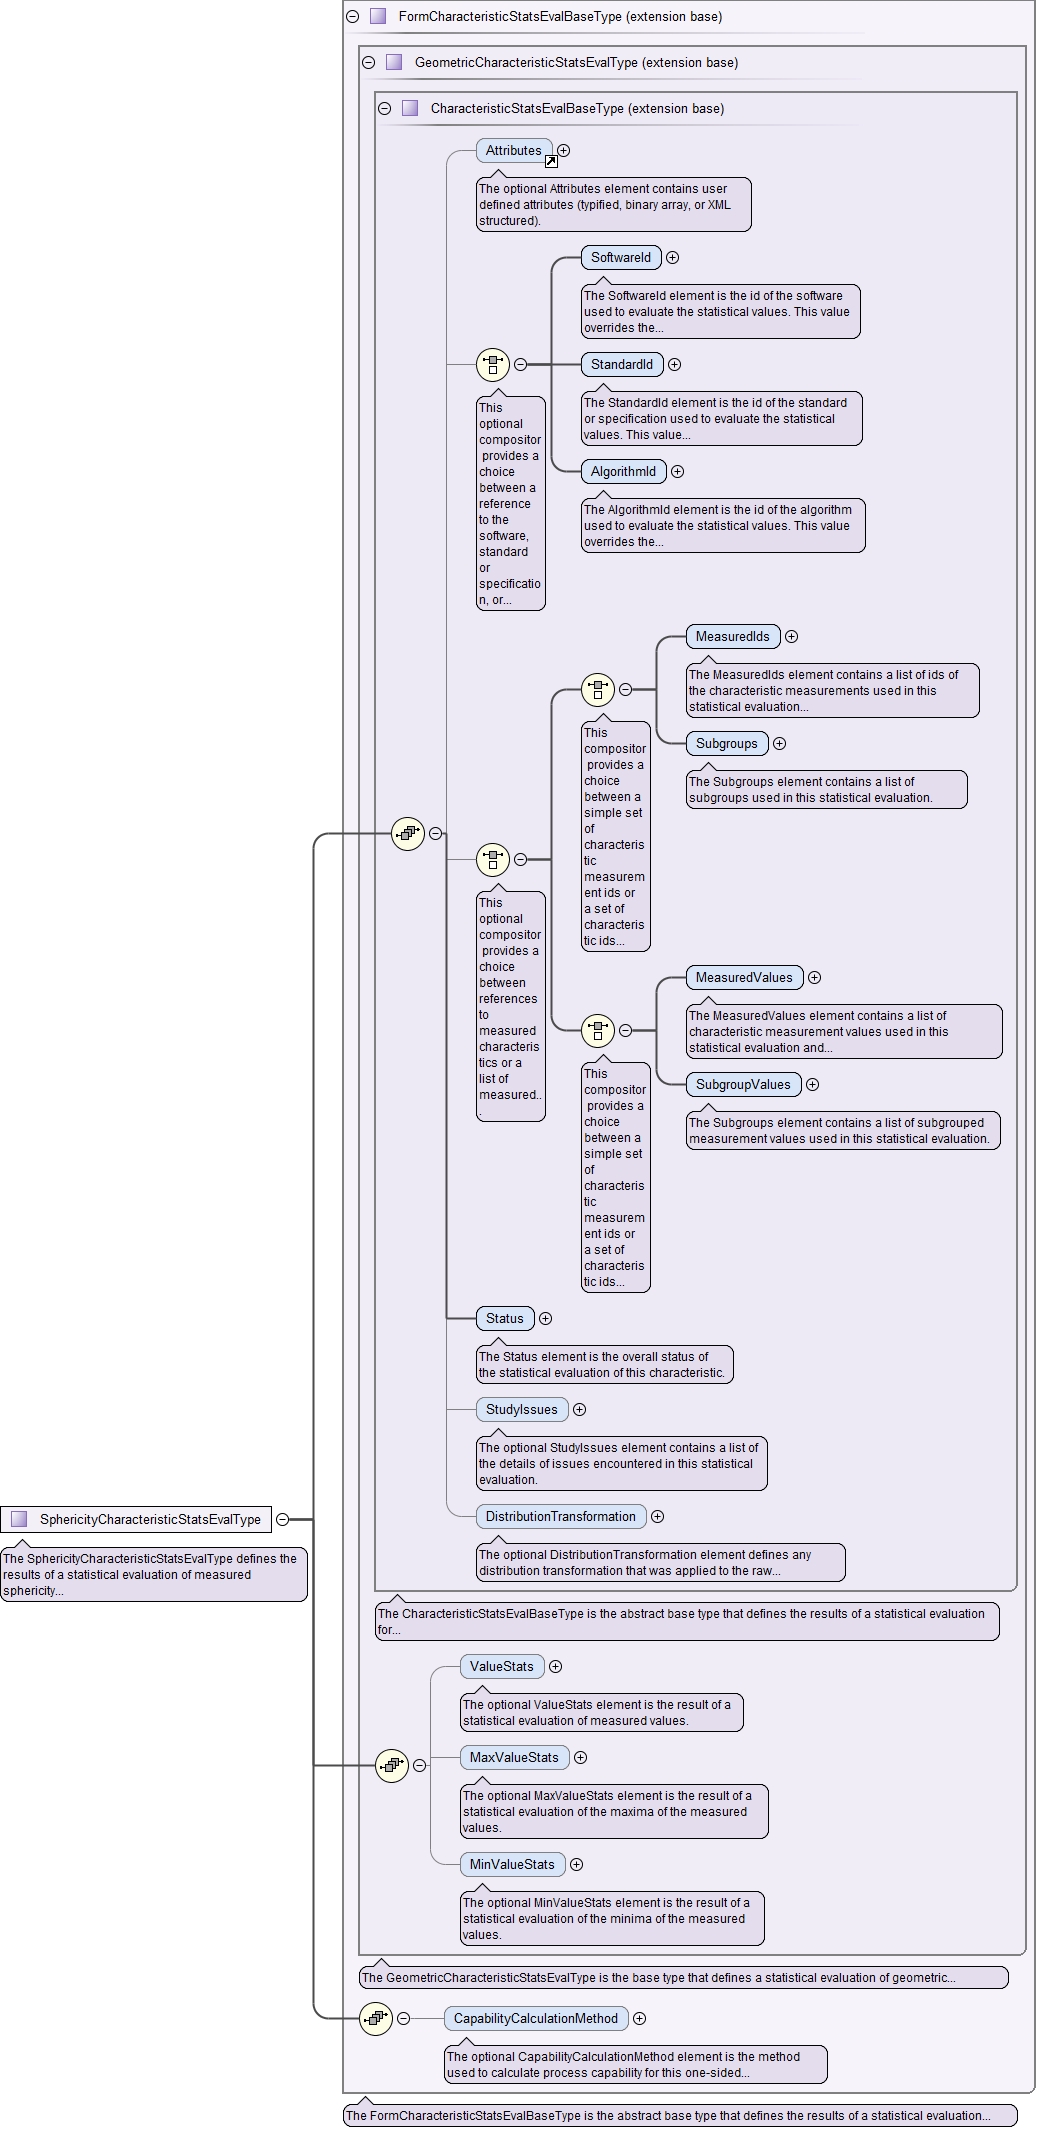 FormCharacteristicStatsEvalBaseType (extension base)
GeometricCharacteristicStatsEvalType (extension base)
CharacteristicStatsEvalBaseType (extension base)
Attributes
The optional Attributes element contains user
defined attributes (typified, binary array, or XML
structured).
SoftwareId
The SoftwareId element is the id of the software
used to evaluate the statistical values. This value
overrides the...
StandardId
The StandardId element is the id of the standard
or specification used to evaluate the statistical
values. This value...
AlgorithmId
The AlgorithmId element is the id of the algorithm
used to evaluate the statistical values. This value
overrides the...
This
optional
compositor
provides a
choice
between a
reference
to the
software,
standard
or
specificatio
n, or...
MeasuredIds
The MeasuredIds element contains a list of ids of
the characteristic measurements used in this
statistical evaluation...
Subgroups
The Subgroups element contains a list of
subgroups used in this statistical evaluation.
This
compositor
provides a
choice
between a
simple set
of
characteris
tic
measurem
ent ids or
a set of
characteris
tic ids...
This
optional
compositor
provides a
choice
between
references
to
measured
characteris
tics or a
list of
measured..
.
MeasuredValues
The MeasuredValues element contains a list of
characteristic measurement values used in this
statistical evaluation and...
SubgroupValues
The Subgroups element contains a list of subgrouped
measurement values used in this statistical evaluation.
This
compositor
provides a
choice
between a
simple set
of
characteris
tic
measurem
ent ids or
a set of
characteris
tic ids...
Status
The Status element is the overall status of
the statistical evaluation of this characteristic.
StudyIssues
The optional StudyIssues element contains a list of
the details of issues encountered in this statistical
evaluation.
DistributionTransformation
The optional DistributionTransformation element defines any
distribution transformation that was applied to the raw...
SphericityCharacteristicStatsEvalType
The SphericityCharacteristicStatsEvalType defines the
results of a statistical evaluation of measured
sphericity...
The CharacteristicStatsEvalBaseType is the abstract base type that defines the results of a statistical evaluation
for...
ValueStats
The optional ValueStats element is the result of a
statistical evaluation of measured values.
MaxValueStats
The optional MaxValueStats element is the result of a
statistical evaluation of the maxima of the measured
values.
MinValueStats
The optional MinValueStats element is the result of a
statistical evaluation of the minima of the measured
values.
The GeometricCharacteristicStatsEvalType is the base type that defines a statistical evaluation of geometric...
CapabilityCalculationMethod
The optional CapabilityCalculationMethod element is the method
used to calculate process capability for this one-sided...
The FormCharacteristicStatsEvalBaseType is the abstract base type that defines the results of a statistical evaluation...